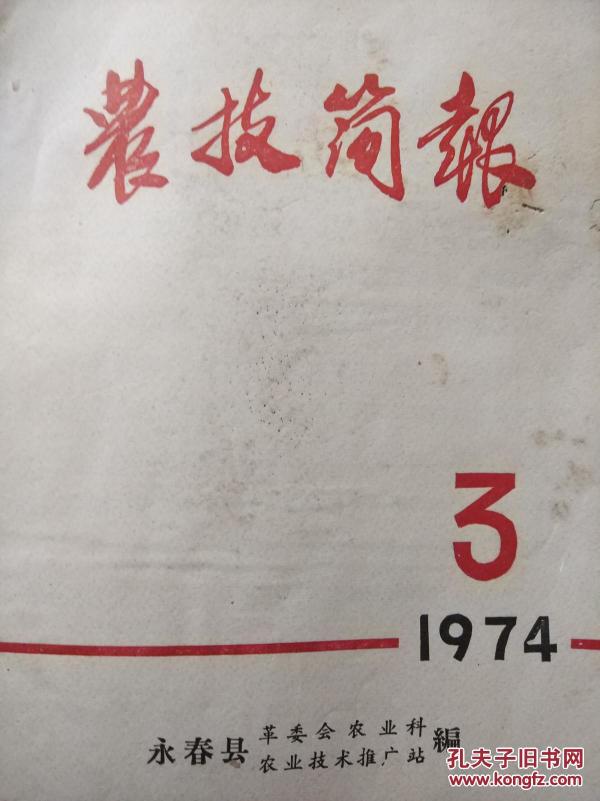 農技简報
3
1974
永春县 革委会农业科 編
农业技术推广站
孔夫子旧书网
www.kongfz.com